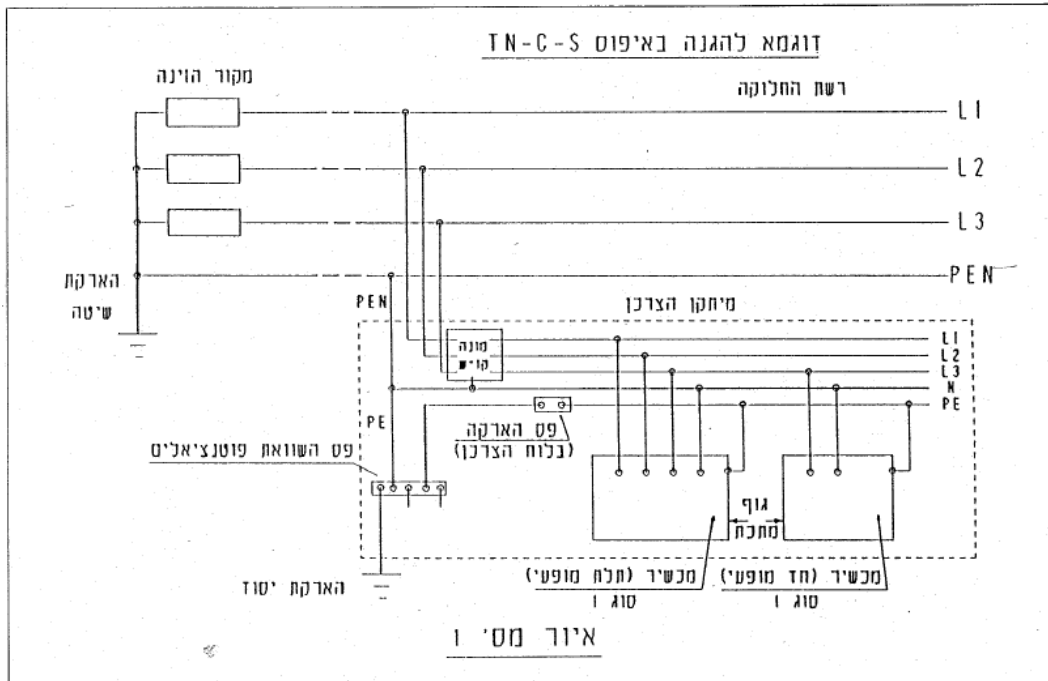 דוגמא להגנה באיפוס TN-C-S
מקור הזינה
רשת החלוקה
L1
L2
L3
PEN
הארקת
שיטה
PEN
מיתקן הצרכן
מונה
קו״ש
L1
L2
L3
N
PE
PE
פס הארקה
(בלוח הצרכן)
פס השוואת פוטנציאלים
גוף
מתכת
מכשיר (תלת מופעי)
סוג 1
מכשיר (חד מופעי)
סוג 1
הארקת יסוד
איור מס' 1